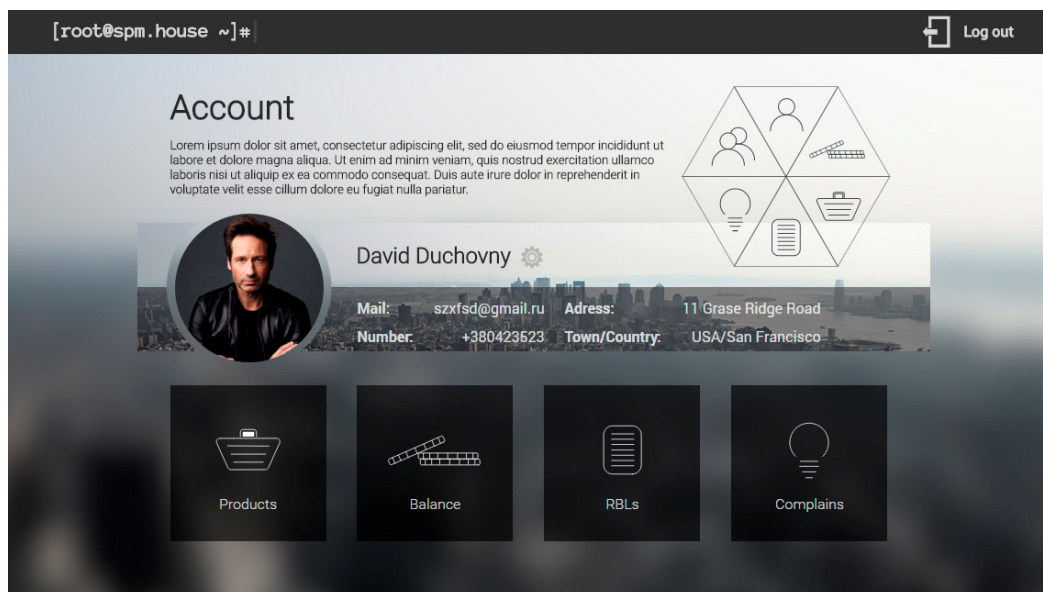 [root@spm.house ~]#
Log out
Account
Lorem ipsum dolor sit amet, consectetur adipiscing elit, sed do eiusmod tempor incididunt ut
labore et dolore magna aliqua. Ut enim ad minim veniam, quis nostrud exercitation ullamco
laboris nisi ut aliquip ex ea commodo consequat. Duis aute irure dolor in reprehenderit in
voluptate velit esse cillum dolore eu fugiat nulla pariatur.
David Duchovny
Mail: szxfsd@gmail.ru Adress: 11 Grase Ridge Road
Number: +380423523 Town/Country: USA/San Francisco
Products
Balance
RBLs
Complains